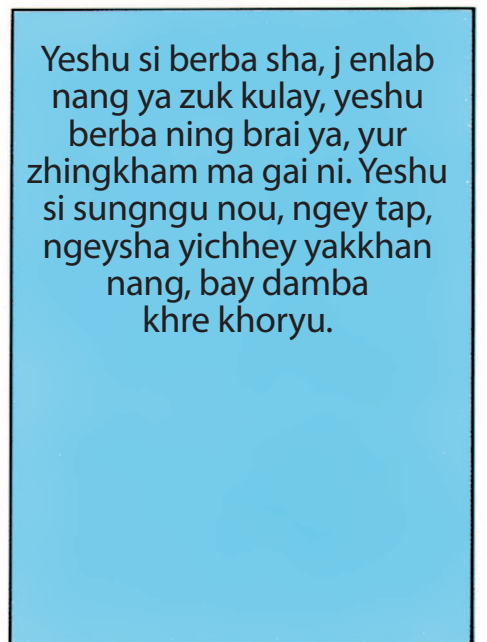 Yeshu si berba sha, j enlab
nang ya zuk kulay, yeshu
berba ning brai ya, yur
zhingkham ma gai ni. Yeshu
si sungngu nou, ngey tap,
ngeysha yichhey yakkhan
nang, bay damba
khre khoryu.